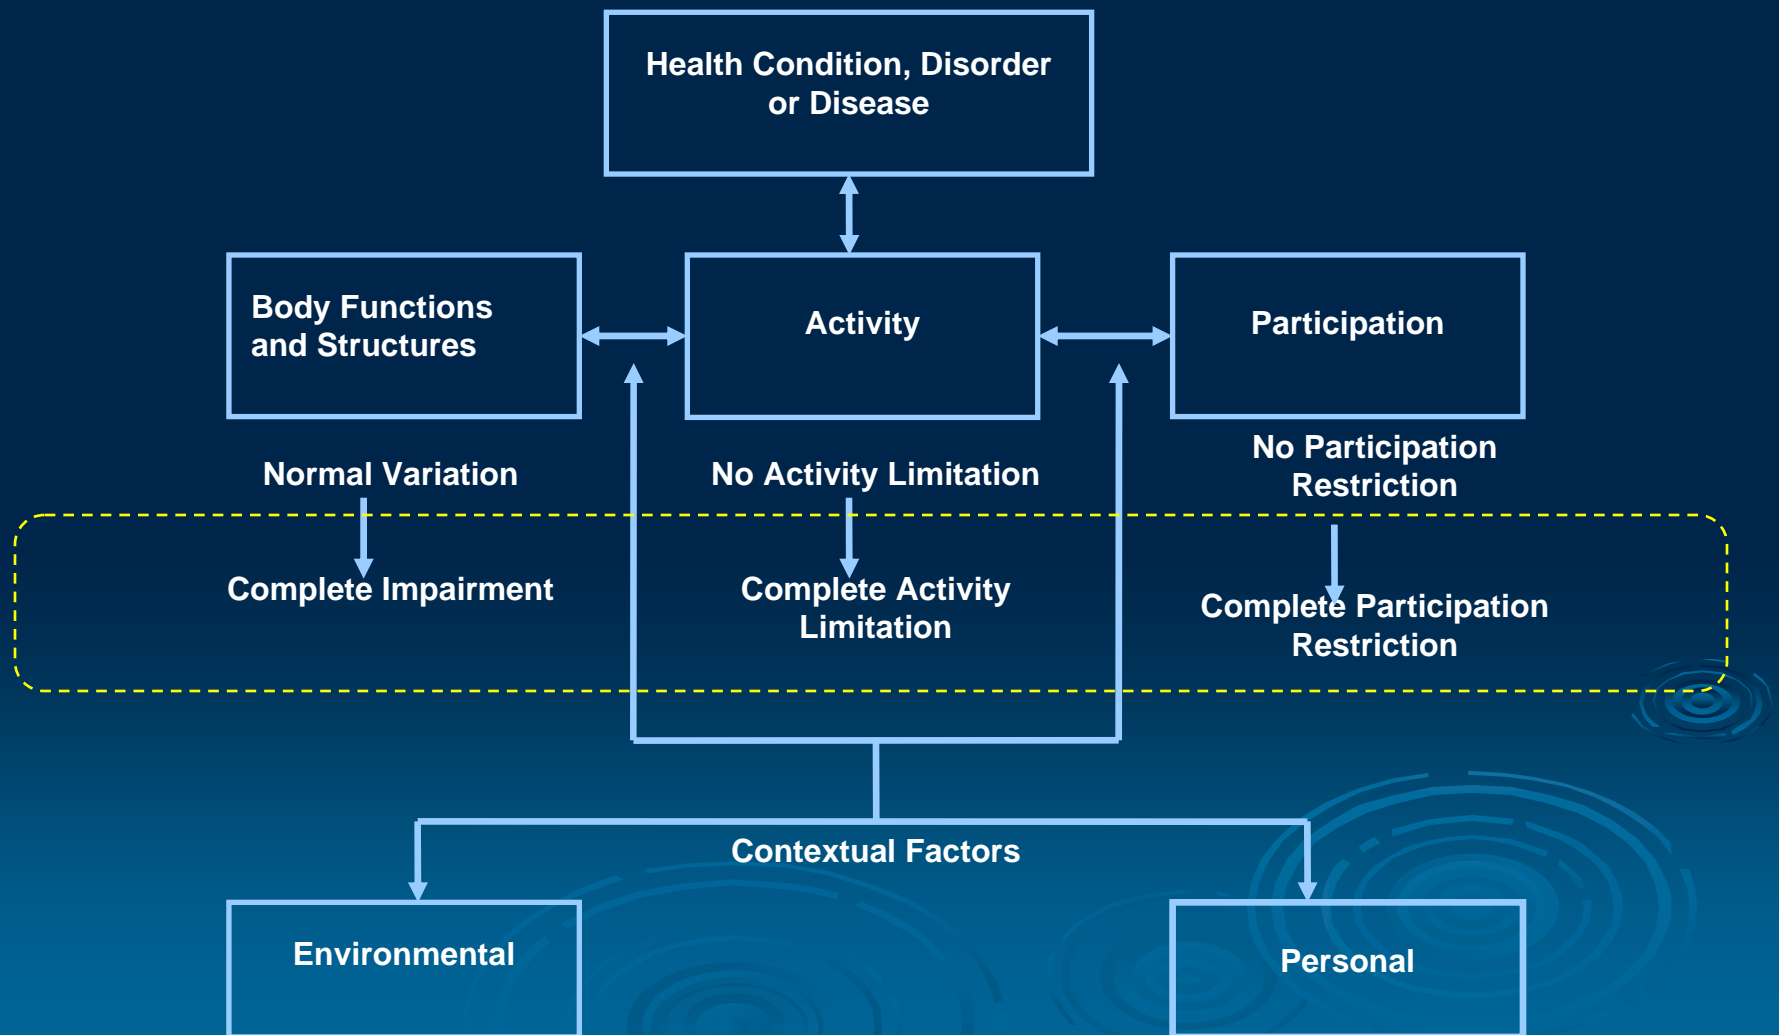 Health Condition, Disorder
or Disease
Body Functions
and Structures
Activity
Participation
Normal Variation
No Activity Limitation
No Participation
Restriction
Complete Impairment
Complete Activity
Limitation
Complete Participation
Restriction
Contextual Factors
Environmental
Personal